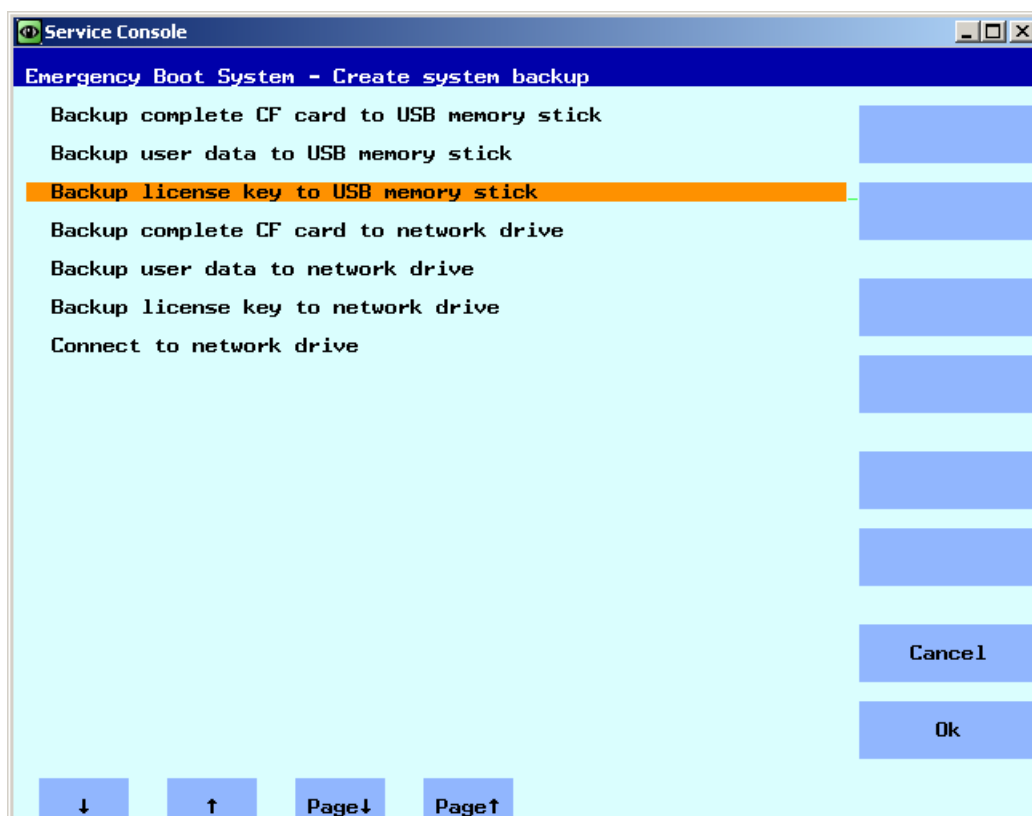 Service Console
Emergency Boot System - Create system backup
Backup complete CF card to USB memory stick
Backup user data to USB memory stick
Backup license key to USB memory stick
Backup complete CF card to network drive
Backup user data to network drive
Backup license key to network drive
Connect to network drive
Cancel
Ok
↓ ↑ Page↓ Page↑